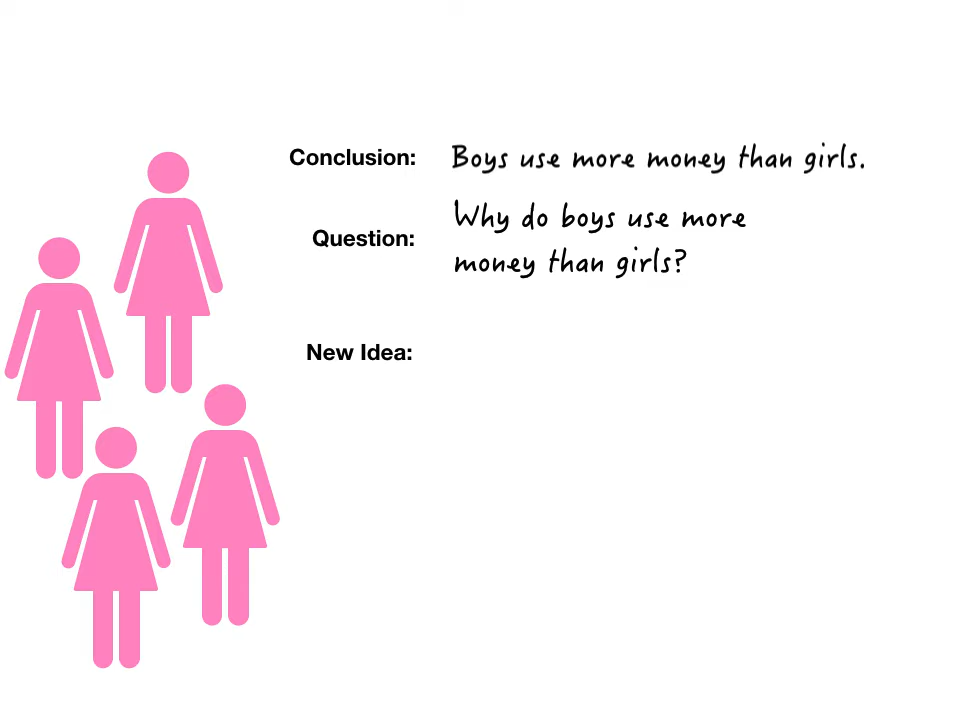 Conclusion: Boys use more money than girls.
Question: Why do boys use more
money than girls?
New Idea: